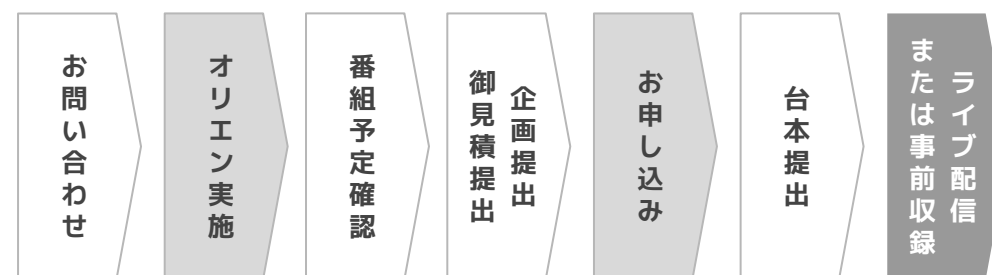 お問い合わせ
オリエン実施
番組予定確認
企画提出
御見積提出
お申し込み
台本提出
ライブ配信
または事前収録